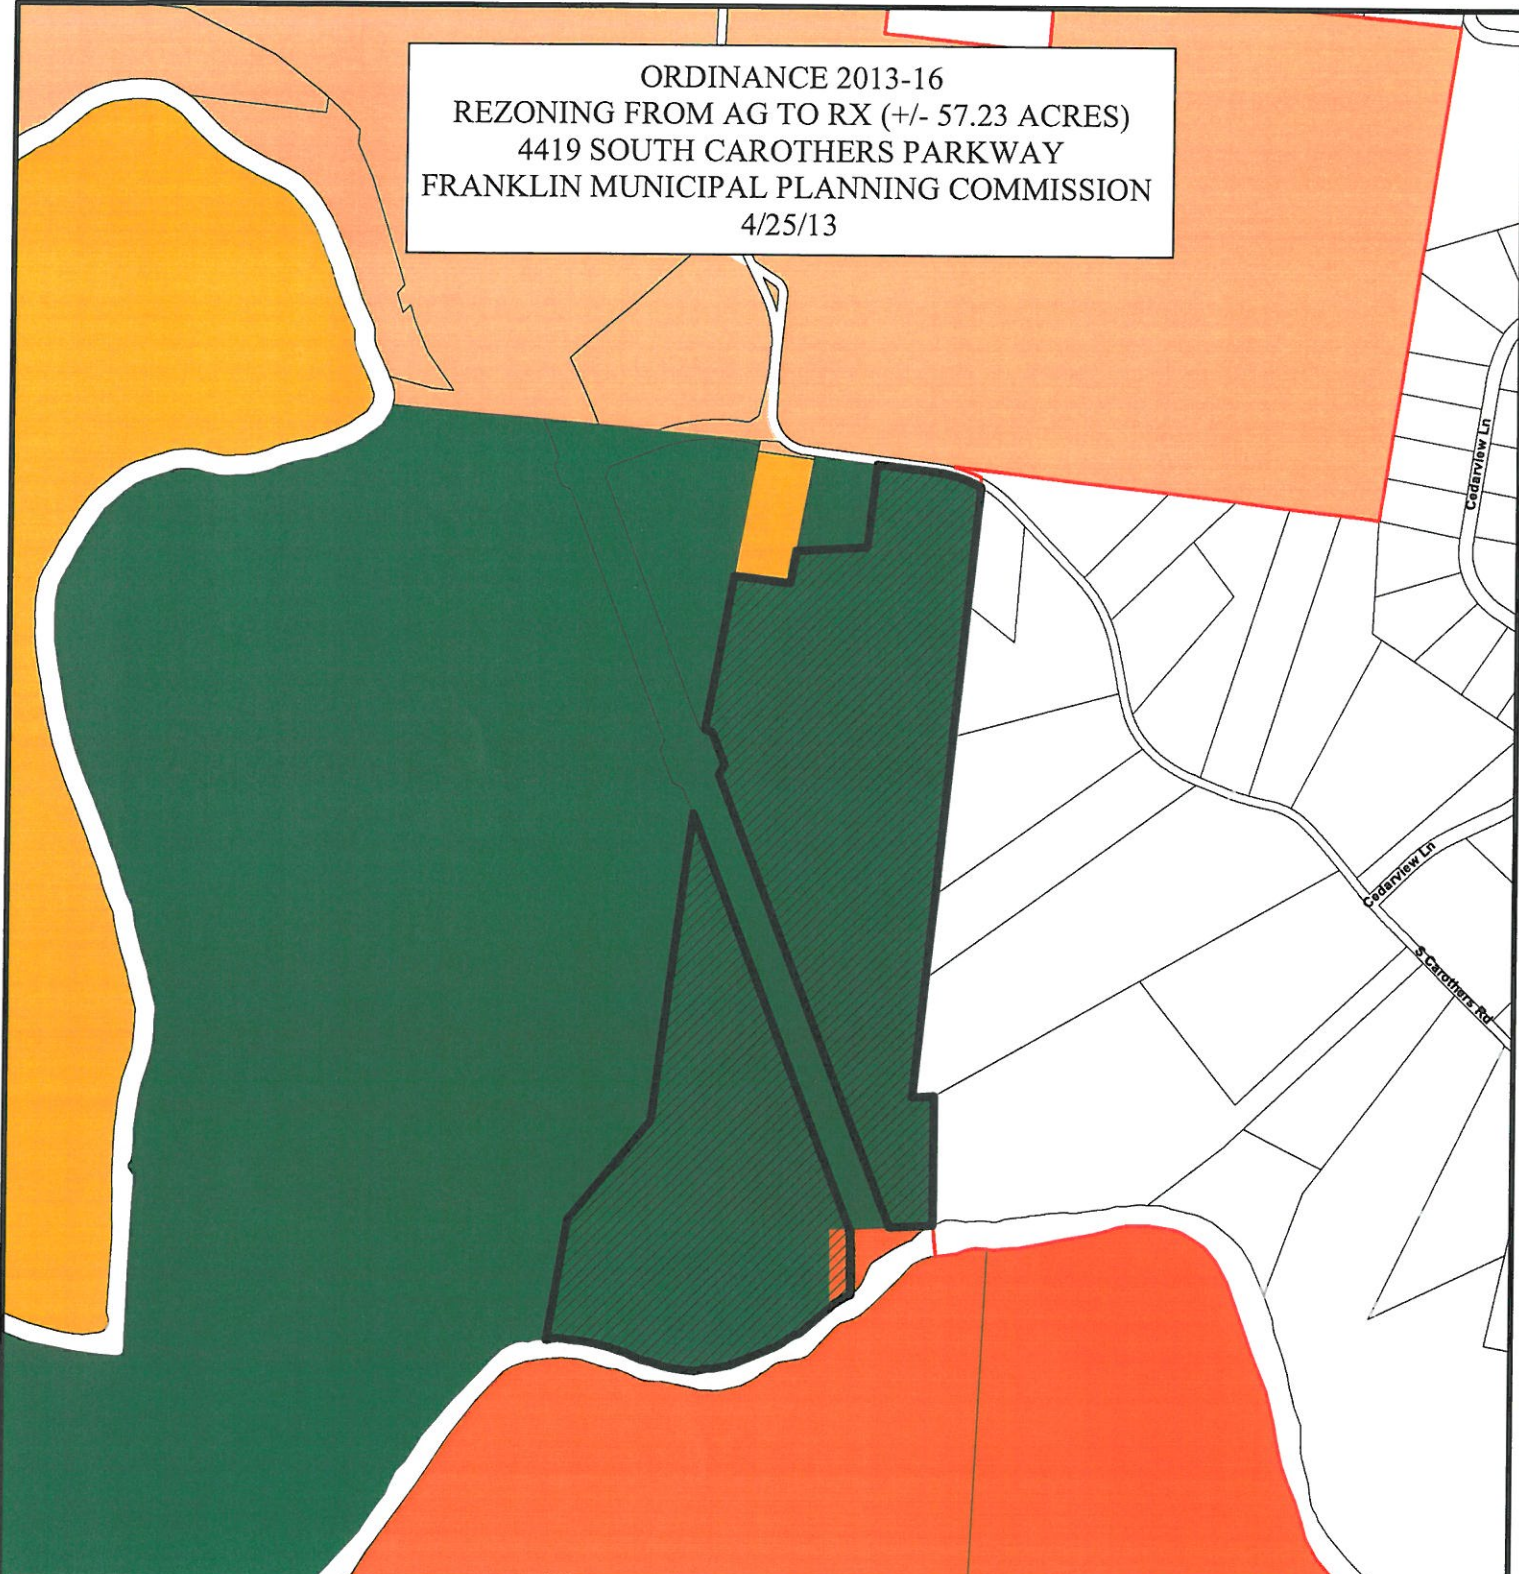 ORDINANCE 2013-16
REZONING FROM AG TO RX (+/- 57.23 ACRES)
4419 SOUTH CAROTHERS PARKWAY
FRANKLIN MUNICIPAL PLANNING COMMISSION
4/25/13
Cedarview Ln
Cedarview Ln
S Carothers Rd